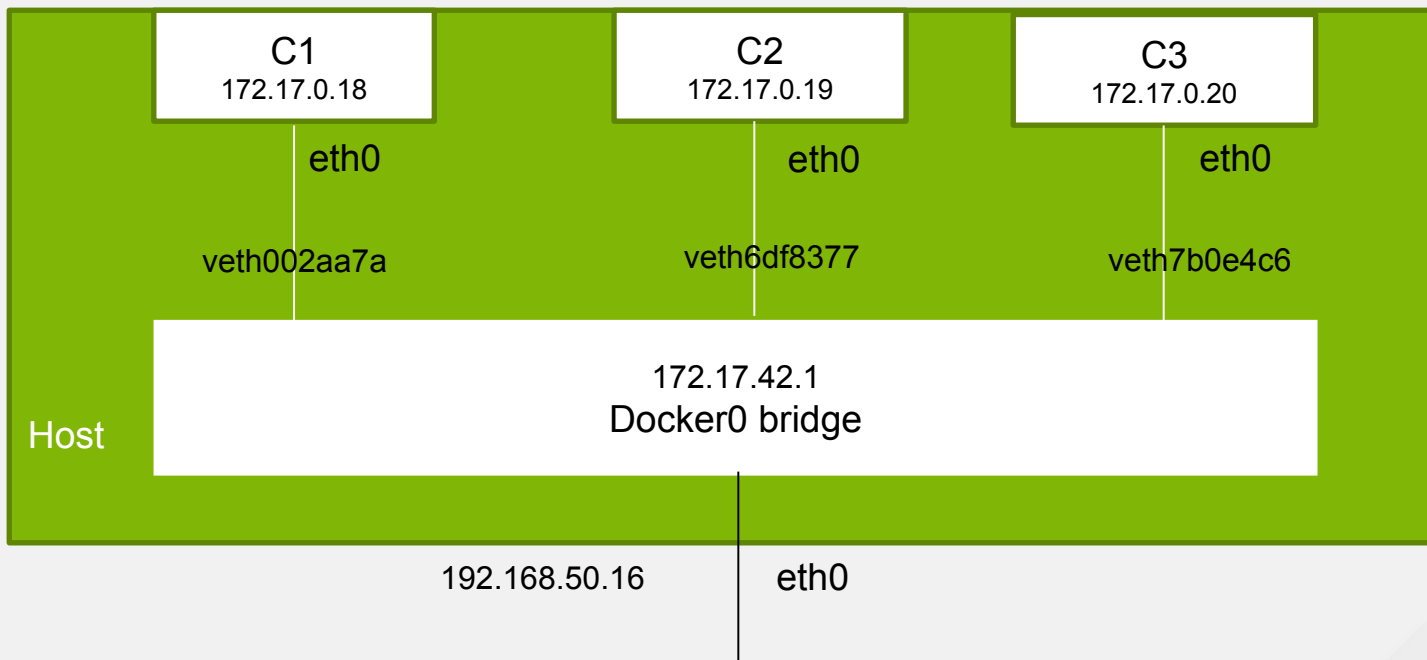 C1
172.17.0.18
C2
172.17.0.19
C3
172.17.0.20
eth0
eth0
eth0
veth002aa7a
veth6df8377
veth7b0e4c6
172.17.42.1
Docker0 bridge
Host
192.168.50.16
eth0